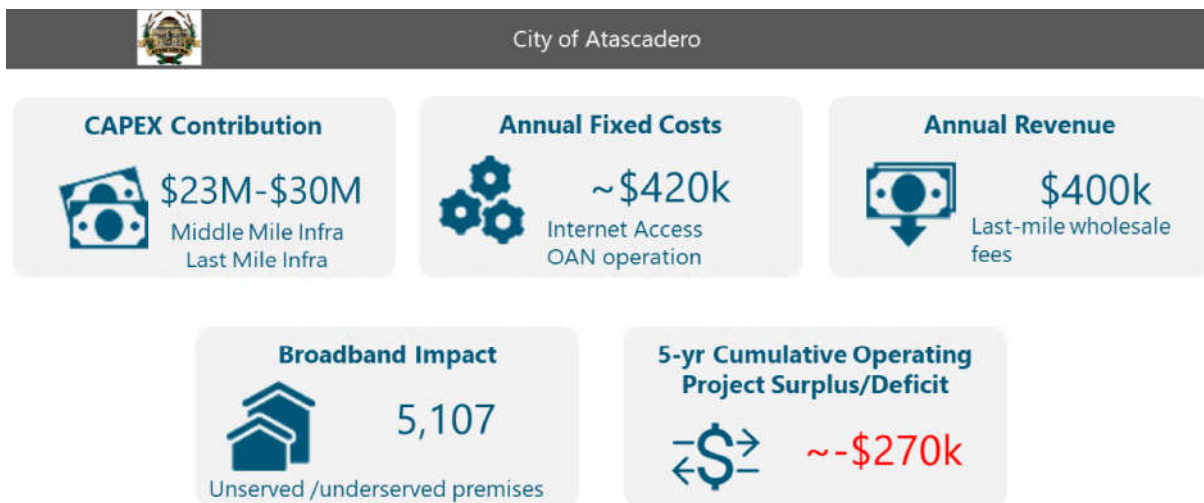 City of Atascadero
CAPEX Contribution
$23M-$30M
Middle Mile Infra
Last Mile Infra
Annual Fixed Costs
~$420k
Internet Access
OAN operation
Annual Revenue
$400k
Last-mile wholesale
fees
Broadband Impact
5,107
Unserved /underserved premises
5-yr Cumulative Operating
Project Surplus/Deficit
~-$270k